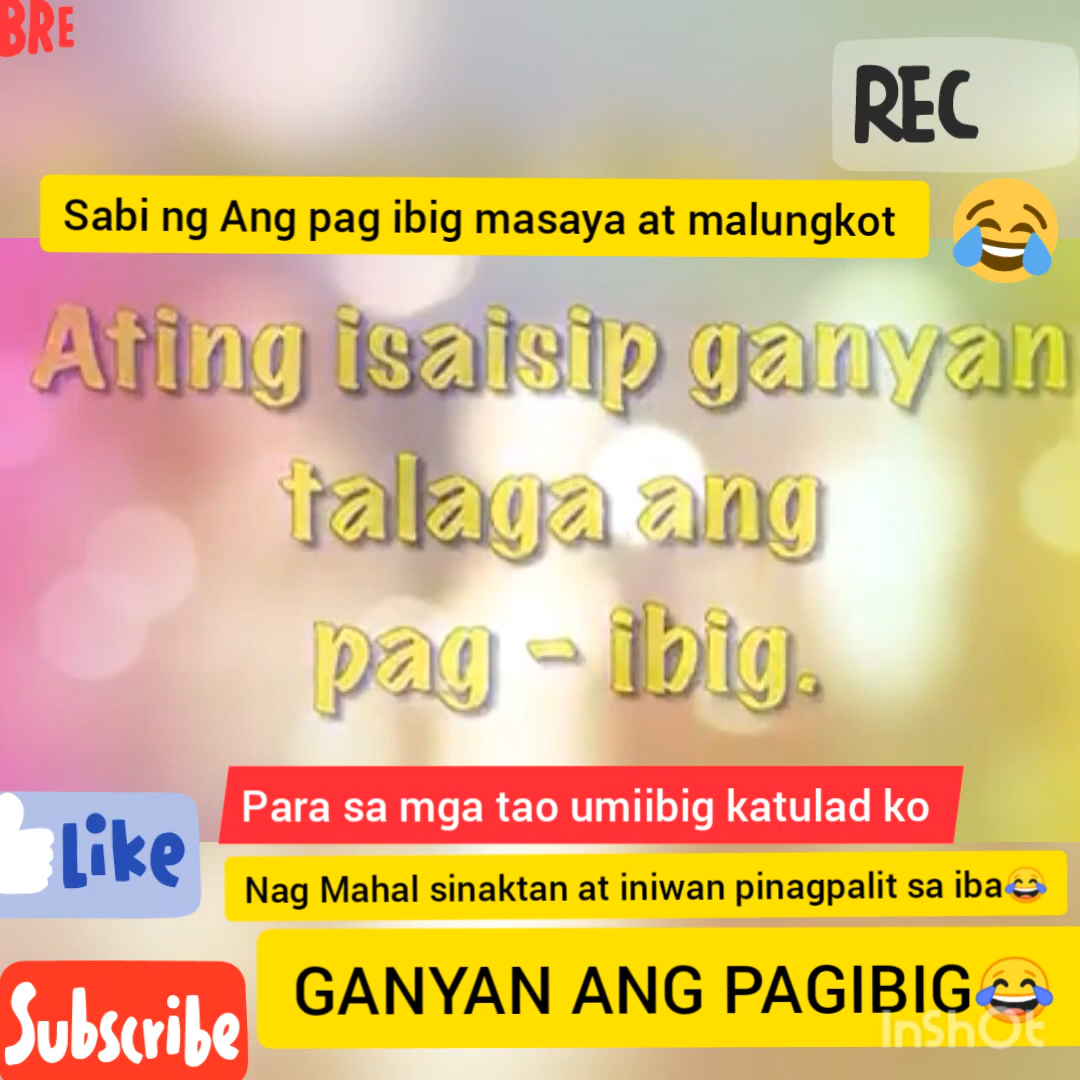 BRE
REC
Sabi ng Ang pag ibig masaya at malungkot
Ating isaisip ganyan
talaga ang
pag - ibig.
Para sa mga tao umiibig katulad ko
Like
Nag Mahal sinaktan at iniwan pinagpalit sa iba😂
GANYAN ANG PAGIBIG😂
Subscribe
InShOt